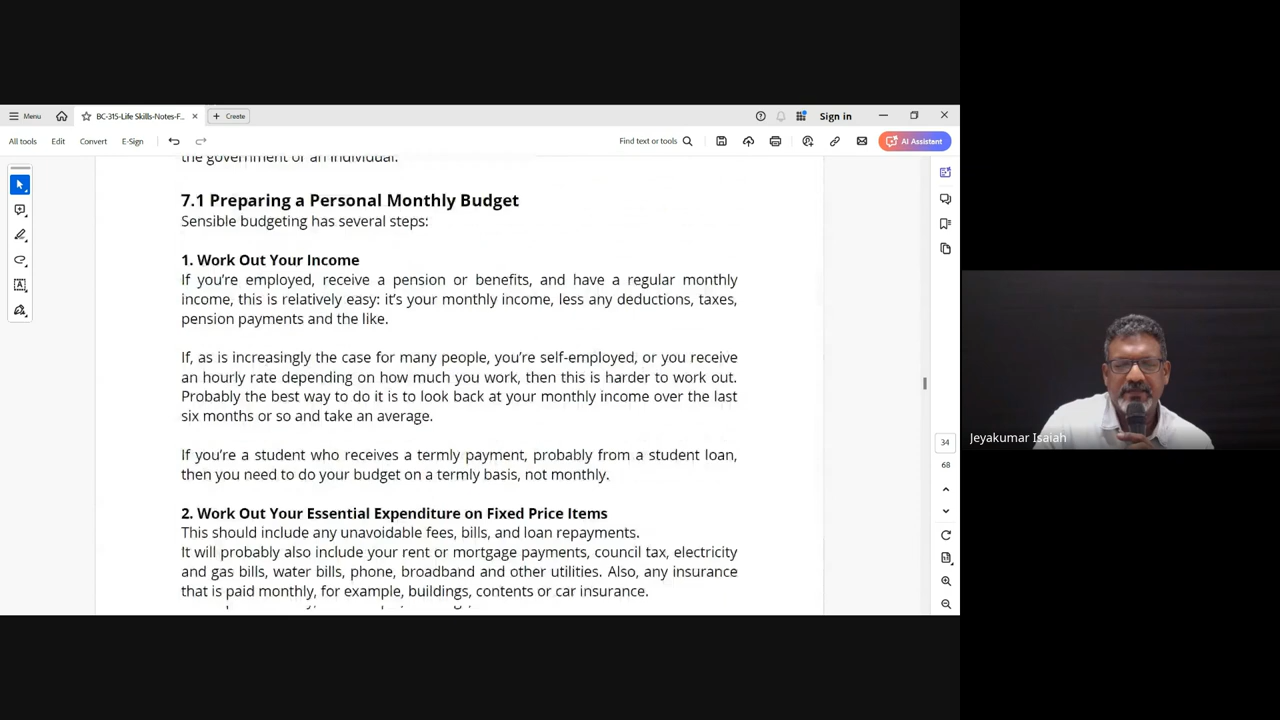 Menu
BC-315-Life Skills-Notes-F...
Create
Sign in
All tools
Edit
Convert
E-Sign
Find text or tools
AI Assistant
the government or an individual.
7.1 Preparing a Personal Monthly Budget
Sensible budgeting has several steps:
1. Work Out Your Income
If you're employed, receive a pension or benefits, and have a regular monthly
income, this is relatively easy: it's your monthly income, less any deductions, taxes,
pension payments and the like.
If, as is increasingly the case for many people, you're self-employed, or you receive
an hourly rate depending on how much you work, then this is harder to work out.
Probably the best way to do it is to look back at your monthly income over the last
six months or so and take an average.
If you're a student who receives a termly payment, probably from a student loan,
then you need to do your budget on a termly basis, not monthly.
2. Work Out Your Essential Expenditure on Fixed Price Items
This should include any unavoidable fees, bills, and loan repayments.
It will probably also include your rent or mortgage payments, council tax, electricity
and gas bills, water bills, phone, broadband and other utilities. Also, any insurance
that is paid monthly, for example, buildings, contents or car insurance.
34
68
Jeyakumar Isaiah